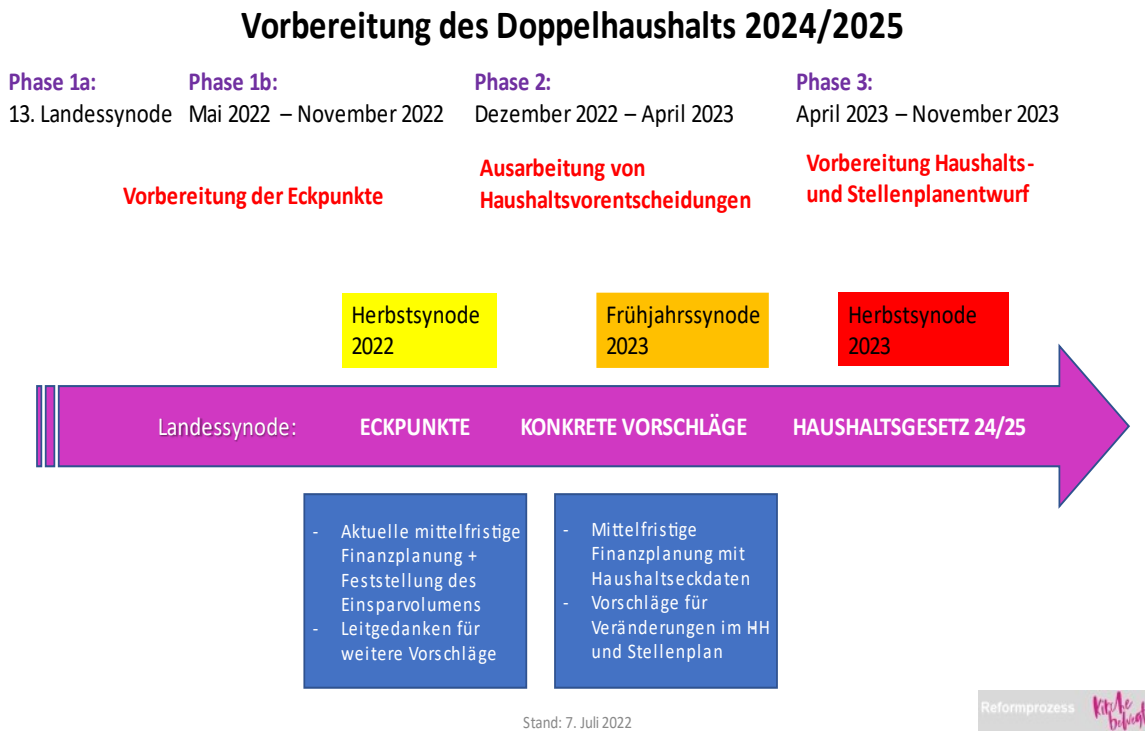 Vorbereitung des Doppelhaushalts 2024/2025
Phase 1a:
13. Landessynode
Phase 1b:
Mai 2022 – November 2022
Phase 2:
Dezember 2022 – April 2023
Phase 3:
April 2023 – November 2023
Vorbereitung der Eckpunkte
Ausarbeitung von
Haushaltsvorentscheidungen
Vorbereitung Haushalts-
und Stellenplanentwurf
Herbstsynode
2022
Frühjahrssynode
2023
Herbstsynode
2023
Landessynode:
ECKPUNKTE
KONKRETE VORSCHLÄGE
HAUSHALTSGESETZ 24/25
- Aktuelle mittelfristige
Finanzplanung +
Feststellung des
Einsparvolumens
- Leitgedanken für
weitere Vorschläge
- Mittelfristige
Finanzplanung mit
Haushaltseckdaten
- Vorschläge für
Veränderungen im HH-
und Stellenplan
Stand: 7. Juli 2022
Reformprozess
Kirche
bewegt